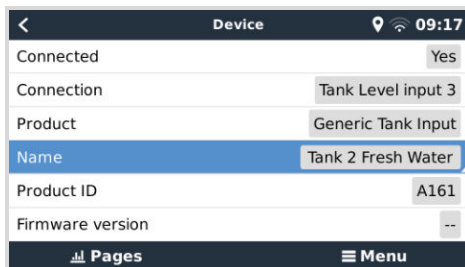 Device 09:17
Connected Yes
Connection Tank Level input 3
Product Generic Tank Input
Name Tank 2 Fresh Water
Product ID A161
Firmware version --
Pages Menu